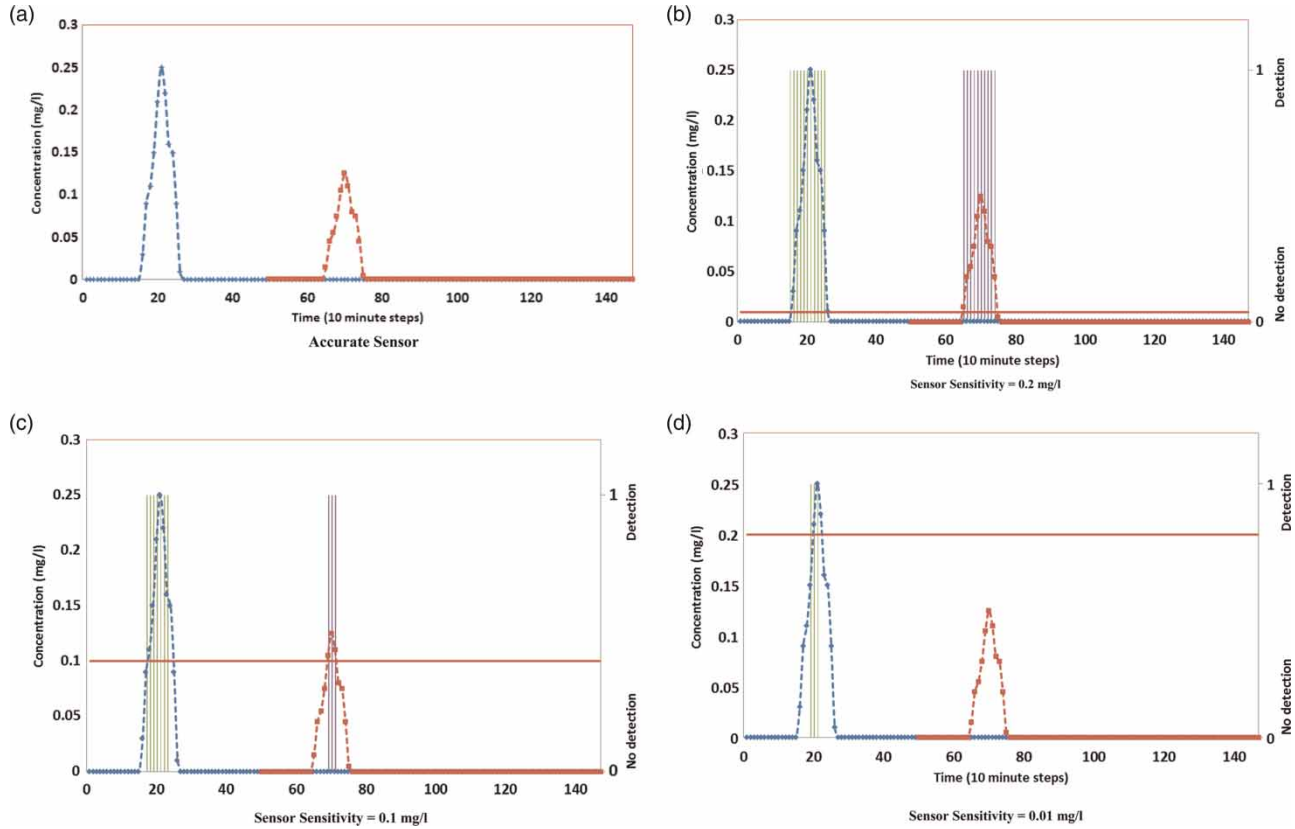 (a)
0.3
0.25
0.2
0.15
0.1
0.05
0
Concentration (mg/l)
0 20 40 60 80 100 120 140
Time (10 minute steps)
Accurate Sensor
(b)
0.3
0.25
0.2
0.15
0.1
0.05
0
Concentration (mg/l)
1
0
Detction
No detection
0 20 40 60 80 100 120 140
Time (10 minute steps)
Sensor Sensitivity = 0.2 mg/l
(c)
0.3
0.25
0.2
0.15
0.1
0.05
0
Concentration (mg/l)
1
0
Detection
No detection
0 20 40 60 80 100 120 140
Sensor Sensitivity = 0.1 mg/l
(d)
0.3
0.25
0.2
0.15
0.1
0.05
0
Concentration (mg/l)
1
0
Detection
No detection
0 20 40 60 80 100 120 140
Time (10 minute steps)
Sensor Sensitivity = 0.01 mg/l